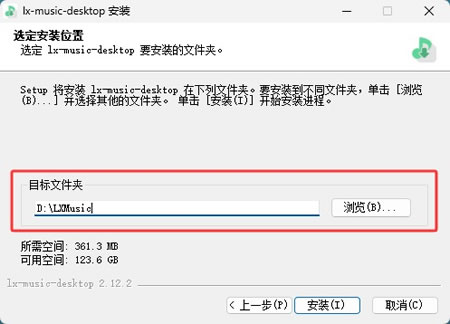 lx-music-desktop 安装
选定安装位置
选定 lx-music-desktop 要安装的文件夹。
Setup 将安装 lx-music-desktop 在下列文件夹。要安装到不同文件夹，单击 [浏览
(B)...] 并选择其他的文件夹。 单击 [安装(I)] 开始安装进程。
目标文件夹
D:\LXMusic
浏览(B)...
所需空间: 361.3 MB
可用空间: 123.6 GB
lx-music-desktop 2.12.2
< 上一步(P)
安装(I)
取消(C)